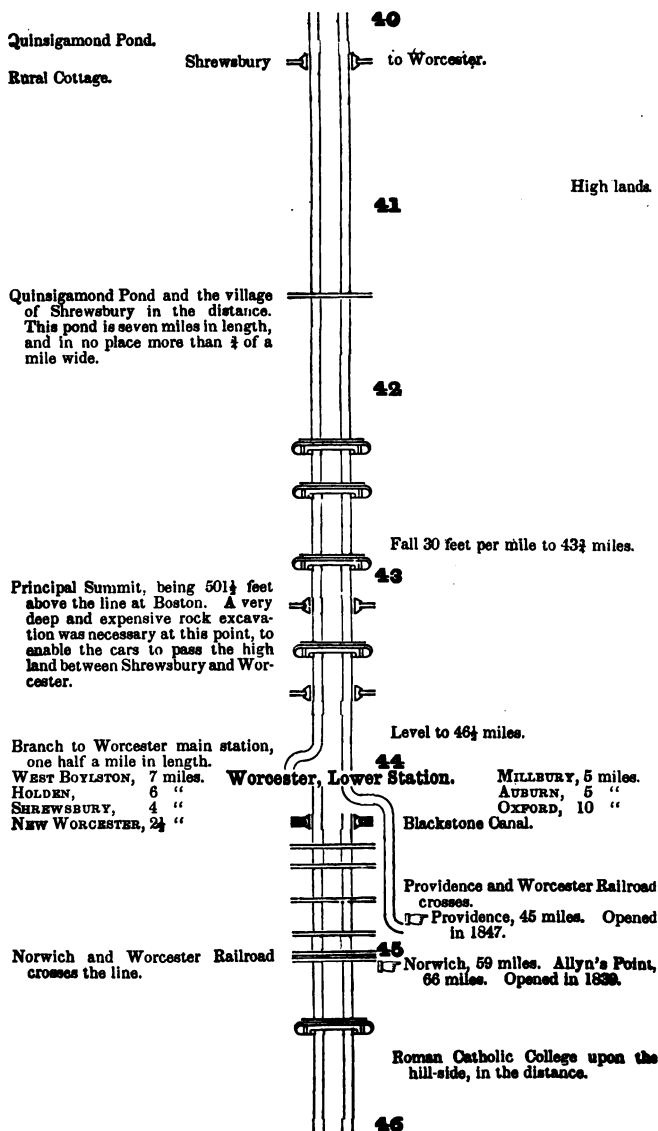 40
Quinsigamond Pond.
Shrewsbury to Worcester.
Rural Cottage.
High lands.
41
Quinsigamond Pond and the village
of Shrewsbury in the distance.
This pond is seven miles in length,
and in no place more than ¾ of a
mile wide.
42
Fall 30 feet per mile to 43¾ miles.
43
Principal Summit, being 501½ feet
above the line at Boston. A very
deep and expensive rock excava-
tion was necessary at this point, to
enable the cars to pass the high
land between Shrewsbury and Wor-
cester.
Level to 46½ miles.
Branch to Worcester main station,
one half a mile in length.
44
WEST BOYLSTON, 7 miles.
HOLDEN, 6 "
SHREWSBURY, 4 "
NEW WORCESTER, 2½ "
Worcester, Lower Station.
MILLBURY, 5 miles.
AUBURN, 5 "
OXFORD, 10 "
Blackstone Canal.
Providence and Worcester Railroad
crosses.
☞ Providence, 45 miles. Opened
in 1847.
45
Norwich and Worcester Railroad
crosses the line.
☞ Norwich, 59 miles. Allyn's Point,
66 miles. Opened in 1839.
Roman Catholic College upon the
hill-side, in the distance.
46